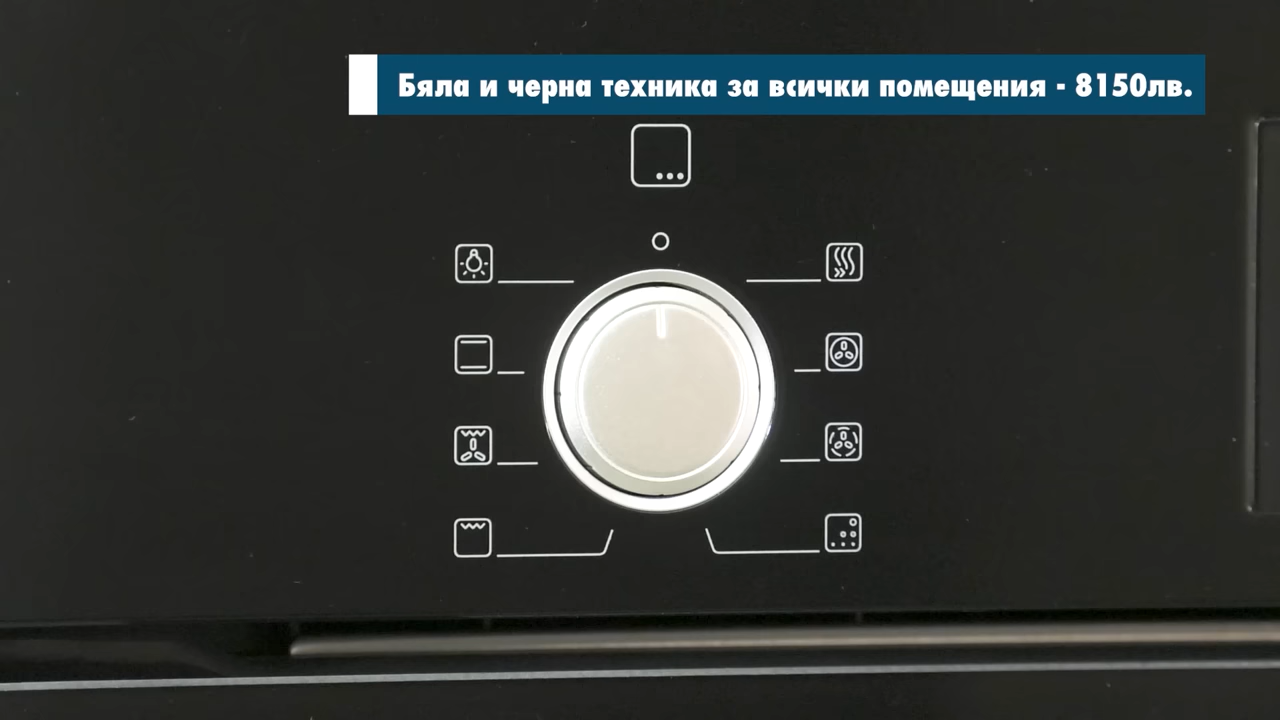 Бяла и черна техника за всички помещения - 8150лв.